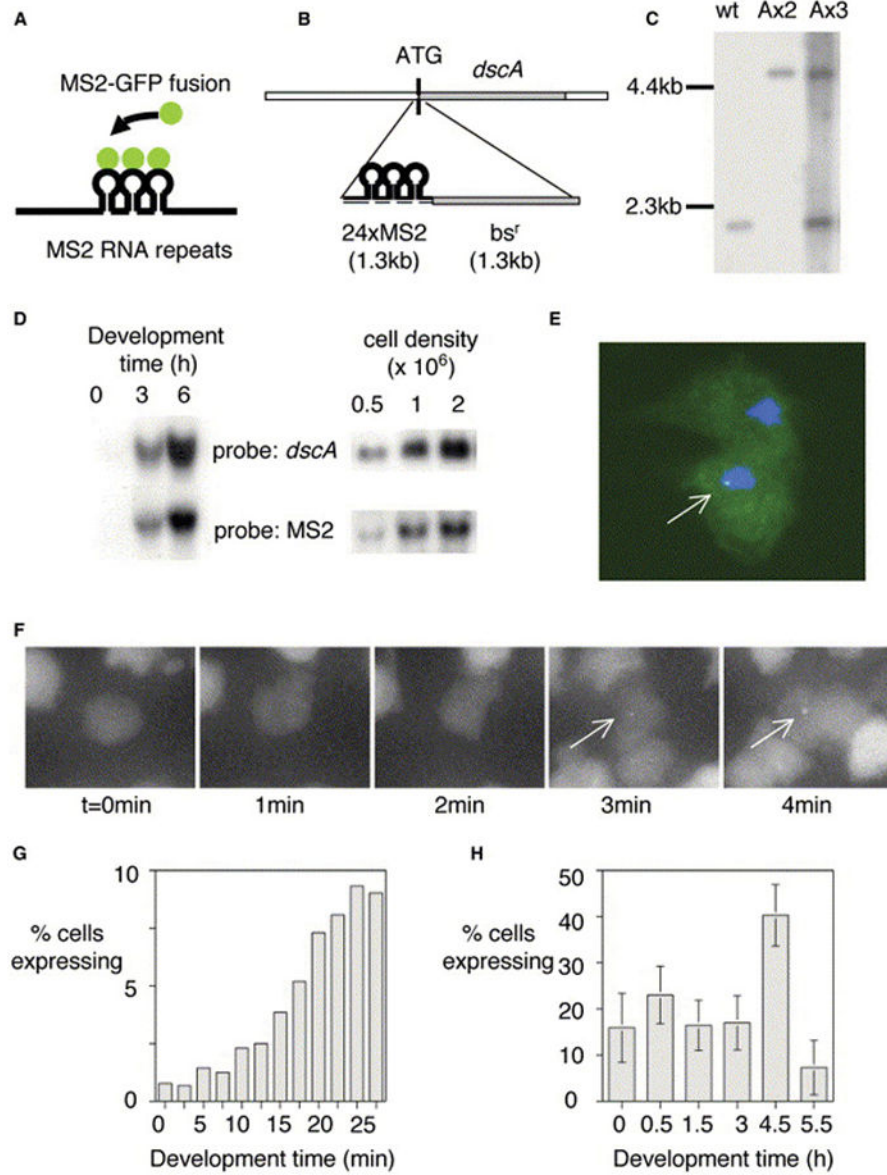 A
MS2-GFP fusion
MS2 RNA repeats
B
ATG
dscA
24xMS2
(1.3kb)
bsʳ
(1.3kb)
C
wt Ax2 Ax3
4.4kb
2.3kb
D
Development
time (h)
0 3 6
cell density
(x 10⁶)
0.5 1 2
probe: dscA
probe: MS2
E
F
t=0min 1min 2min 3min 4min
G
% cells
expressing
10
5
0
0 5 10 15 20 25
Development time (min)
H
% cells
expressing
50
40
30
20
10
0
0 0.5 1.5 3 4.5 5.5
Development time (h)